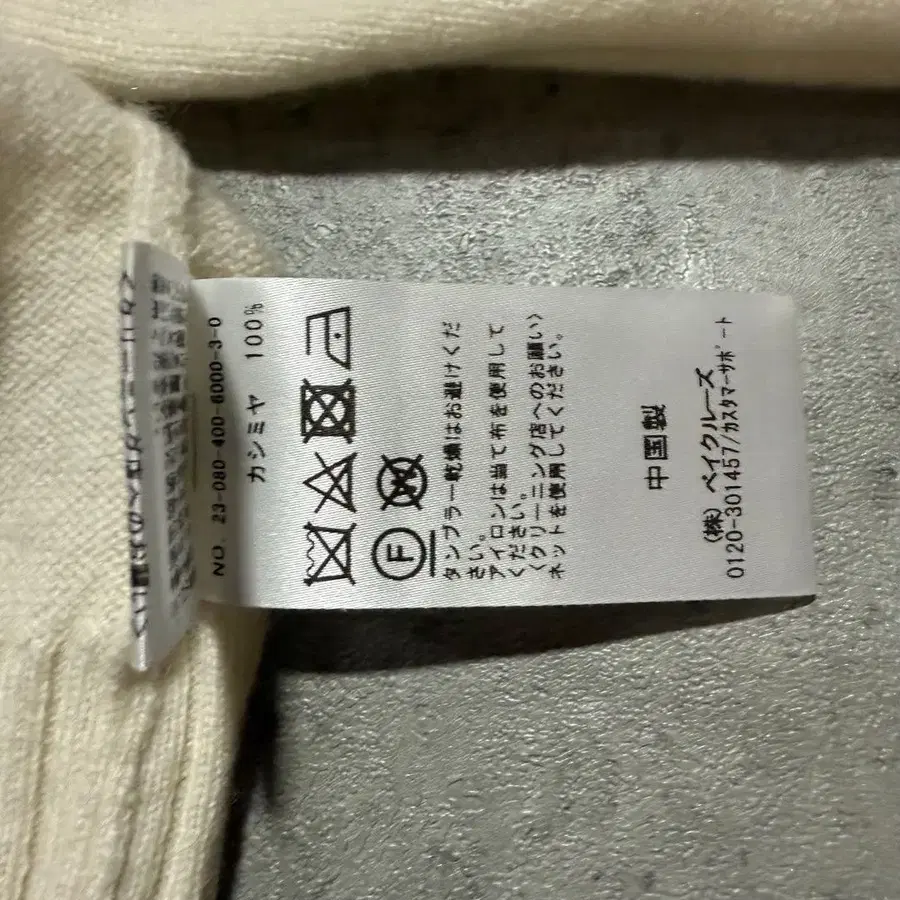 NO. 23-080-400-6000-3-0
カシミヤ 100%
F
W
タンブラー乾燥はお避けくだ
さい。
アイロンは当て布を使用して
ください。
〈クリーニング店へのお願い〉
ネットを使用してください。
中国製
(株) ベイクルーズ
0120-301457/カスタマーサポート